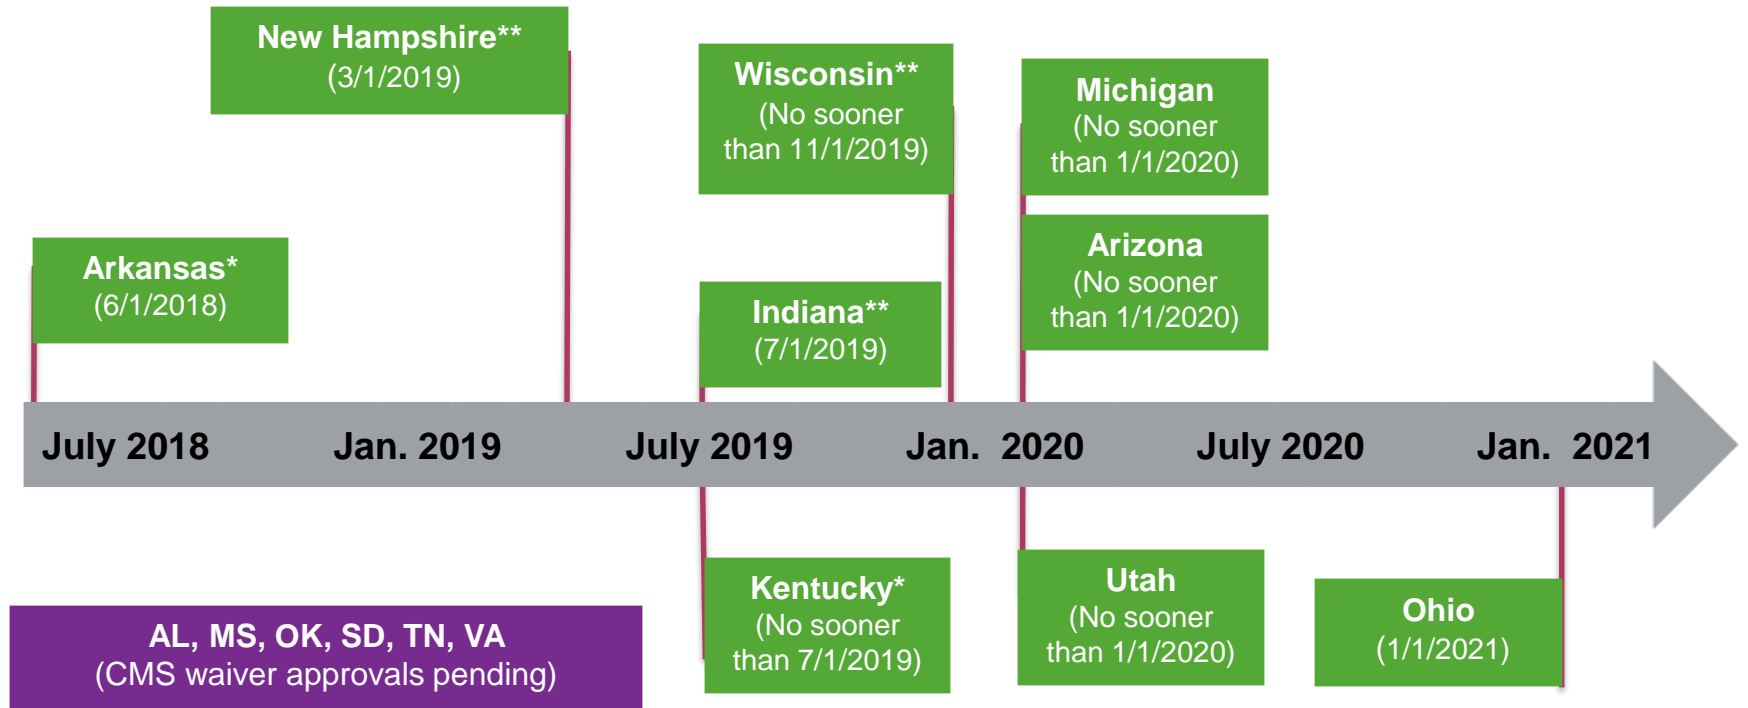 New Hampshire**
(3/1/2019)
Wisconsin**
(No sooner
than 11/1/2019)
Michigan
(No sooner
than 1/1/2020)
Arkansas*
(6/1/2018)
Indiana**
(7/1/2019)
Arizona
(No sooner
than 1/1/2020)
July 2018 Jan. 2019 July 2019 Jan. 2020 July 2020 Jan. 2021
AL, MS, OK, SD, TN, VA
(CMS waiver approvals pending)
Kentucky*
(No sooner
than 7/1/2019)
Utah
(No sooner
than 1/1/2020)
Ohio
(1/1/2021)